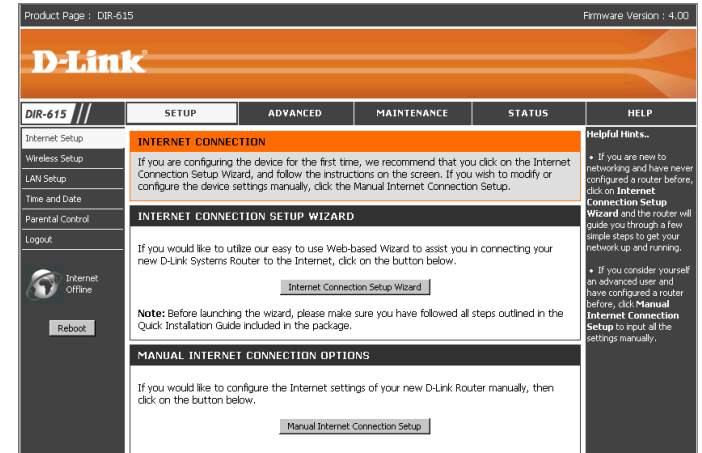 Product Page : DIR-615
Firmware Version : 4.00
D-Link
DIR-615
SETUP
ADVANCED
MAINTENANCE
STATUS
HELP
Internet Setup
Wireless Setup
LAN Setup
Time and Date
Parental Control
Logout
Internet
Offline
Reboot
INTERNET CONNECTION
If you are configuring the device for the first time, we recommend that you click on the Internet
Connection Setup Wizard, and follow the instructions on the screen. If you wish to modify or
configure the device settings manually, click the Manual Internet Connection Setup.
INTERNET CONNECTION SETUP WIZARD
If you would like to utilize our easy to use Web-based Wizard to assist you in connecting your
new D-Link Systems Router to the Internet, click on the button below.
Internet Connection Setup Wizard
Note: Before launching the wizard, please make sure you have followed all steps outlined in the
Quick Installation Guide included in the package.
MANUAL INTERNET CONNECTION OPTIONS
If you would like to configure the Internet settings of your new D-Link Router manually, then
click on the button below.
Manual Internet Connection Setup
Helpful Hints..
• If you are new to
networking and have never
configured a router before,
click on Internet
Connection Setup
Wizard and the router will
guide you through a few
simple steps to get your
network up and running.
• If you consider yourself
an advanced user and
have configured a router
before, click Manual
Internet Connection
Setup to input all the
settings manually.